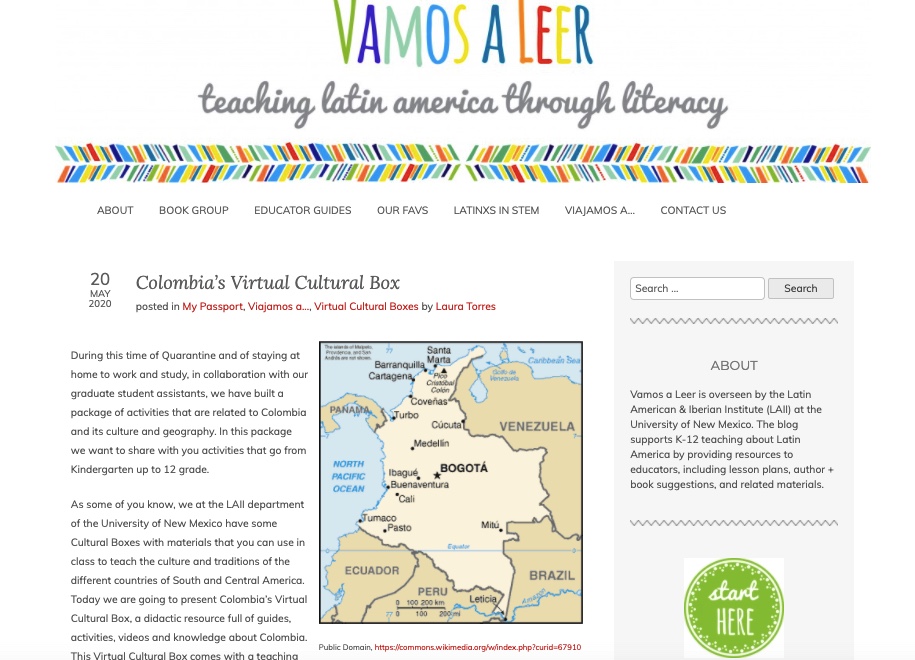 VAMOS A LEER
teaching latin america through literacy
ABOUT BOOK GROUP EDUCATOR GUIDES OUR FAVS LATINXS IN STEM VIAJAMOS A... CONTACT US
20
MAY
2020
Colombia's Virtual Cultural Box
posted in My Passport, Viajamos a..., Virtual Cultural Boxes by Laura Torres
During this time of Quarantine and of staying at
home to work and study, in collaboration with our
graduate student assistants, we have built a
package of activities that are related to Colombia
and its culture and geography. In this package
we want to share with you activities that go from
Kindergarten up to 12 grade.
As some of you know, we at the LAII department
of the University of New Mexico have some
Cultural Boxes with materials that you can use in
class to teach the culture and traditions of the
different countries of South and Central America.
Today we are going to present Colombia's Virtual
Cultural Box, a didactic resource full of guides,
activities, videos and knowledge about Colombia.
This Virtual Cultural Box comes with a teaching
The islands of Malpelo,
Providencia, and San
Andrés are not shown.
Santa
Marta
Caribbean Sea
Barranquilla
Cartagena
Pico
Cristóbal
Colón
Golfo de
Venezuela
Coveñas
PANAMA
Turbo
Cúcuta
VENEZUELA
Medellín
NORTH
PACIFIC
OCEAN
Ibagué
BOGOTÁ
Buenaventura
Cali
Tumaco
Pasto
Mitú
Equator
ECUADOR
BRAZIL
PERU
Leticia
Amazon
0 100 200 km
0 100 200 mi
77
Public Domain, https://commons.wikimedia.org/w/index.php?curid=67910
Search ...
Search
ABOUT
Vamos a Leer is overseen by the Latin
American & Iberian Institute (LAII) at the
University of New Mexico. The blog
supports K-12 teaching about Latin
America by providing resources to
educators, including lesson plans, author +
book suggestions, and related materials.
start
HERE